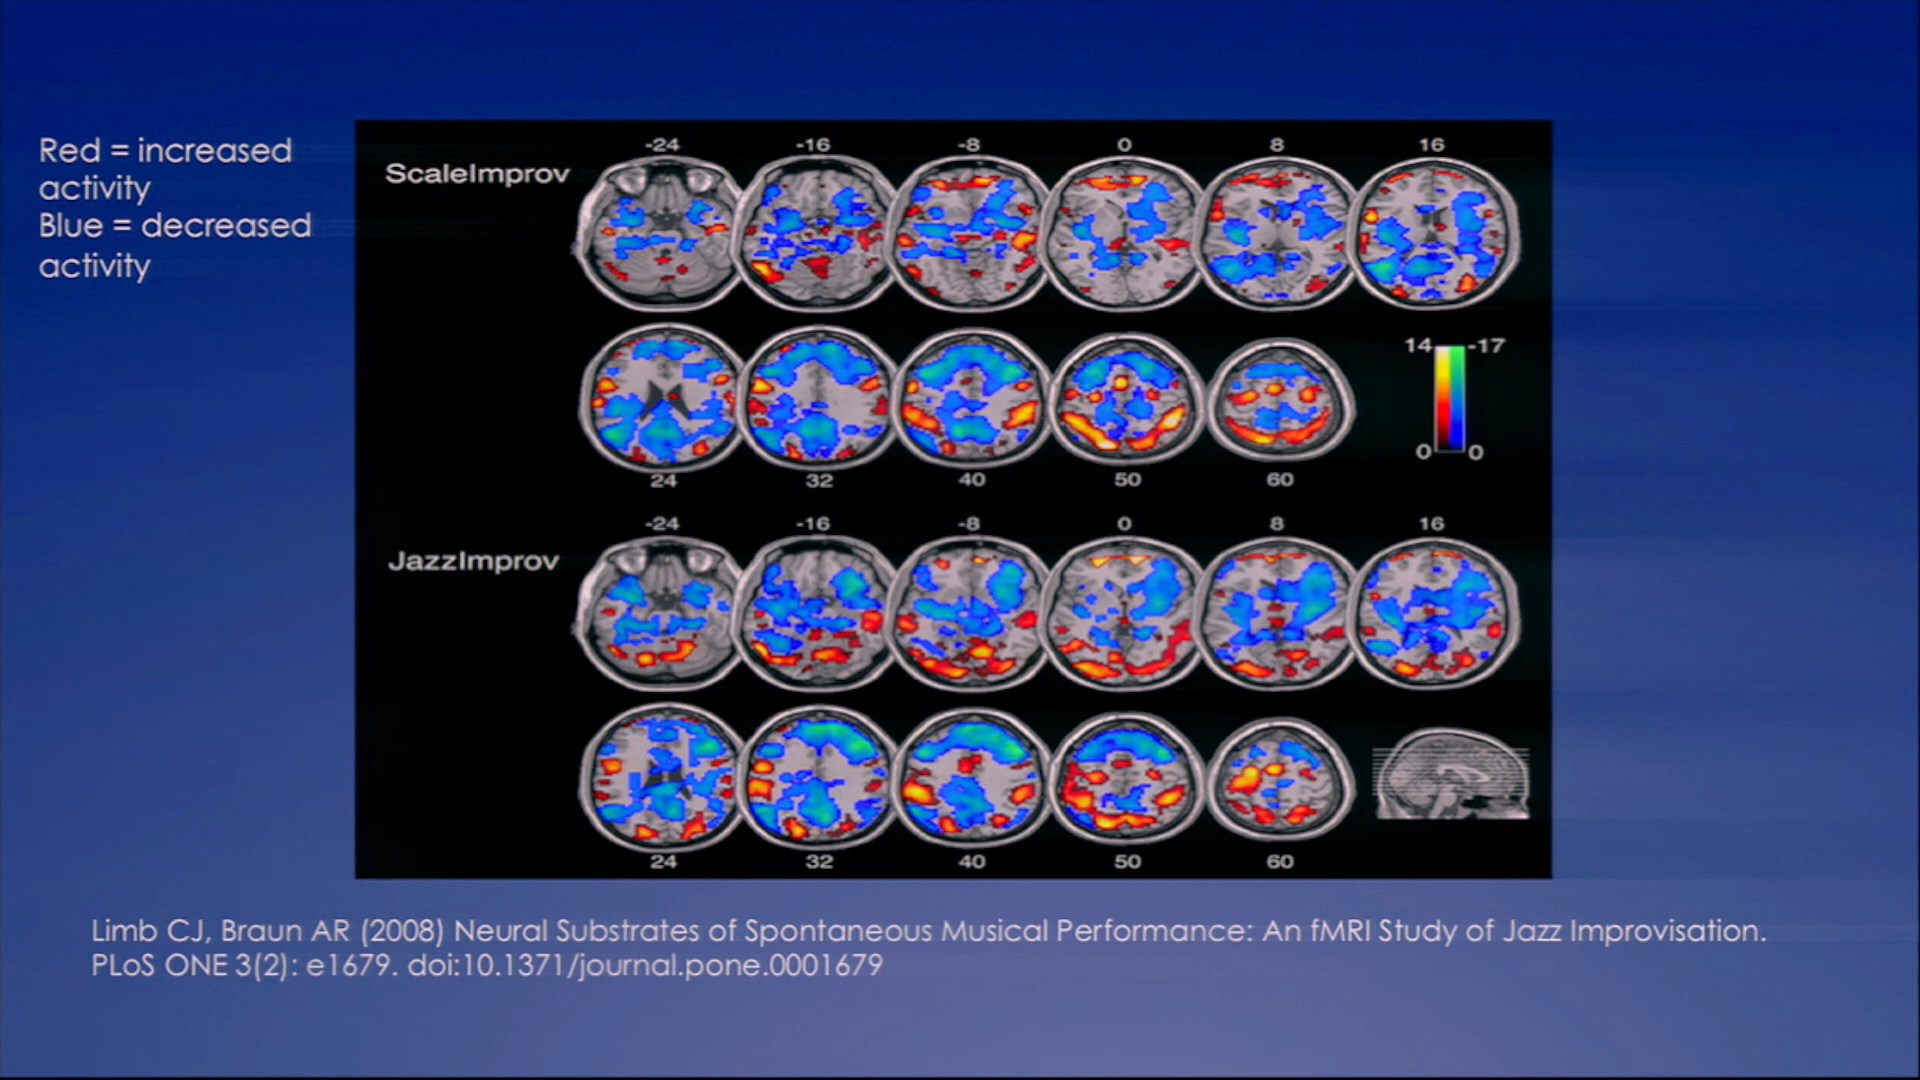 Red = increased
activity
Blue = decreased
activity
ScaleImprov
-24 -16 -8 0 8 16
14 -17
0 0
24 32 40 50 60
JazzImprov
-24 -16 -8 0 8 16
24 32 40 50 60
Limb CJ, Braun AR (2008) Neural Substrates of Spontaneous Musical Performance: An fMRI Study of Jazz Improvisation.
PLoS ONE 3(2): e1679. doi:10.1371/journal.pone.0001679